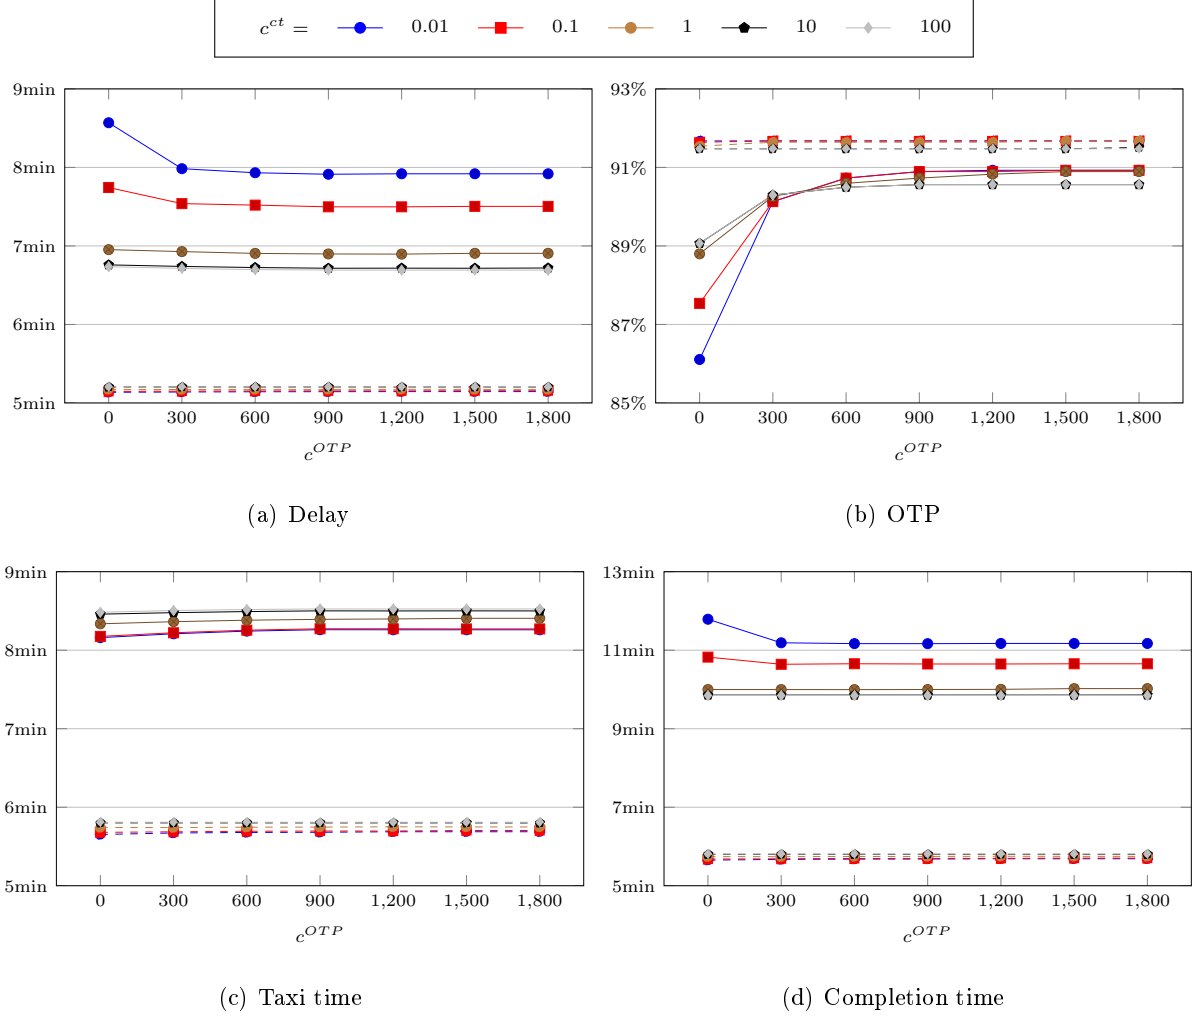 c^{ct} = 0.01 0.1 1 10 100
9min
8min
7min
6min
5min
0 300 600 900 1,200 1,500 1,800
c^{OTP}
(a) Delay
93%
91%
89%
87%
85%
0 300 600 900 1,200 1,500 1,800
c^{OTP}
(b) OTP
9min
8min
7min
6min
5min
0 300 600 900 1,200 1,500 1,800
c^{OTP}
(c) Taxi time
13min
11min
9min
7min
5min
0 300 600 900 1,200 1,500 1,800
c^{OTP}
(d) Completion time